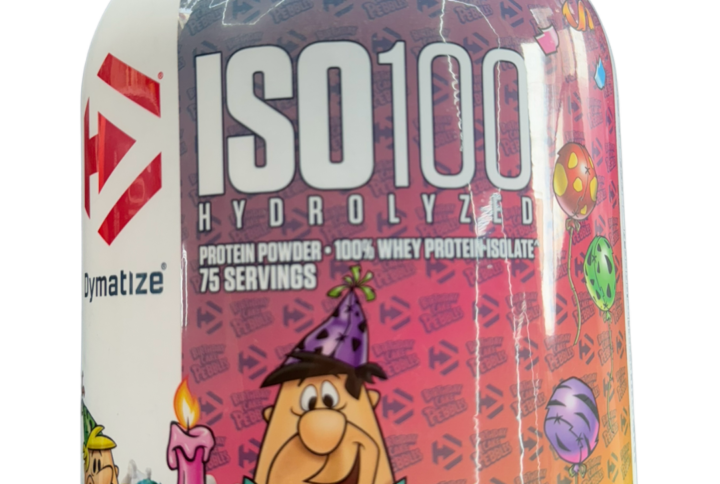 ISO100
HYDROLYZED
PROTEIN POWDER • 100% WHEY PROTEIN ISOLATE
75 SERVINGS
Dymatize®